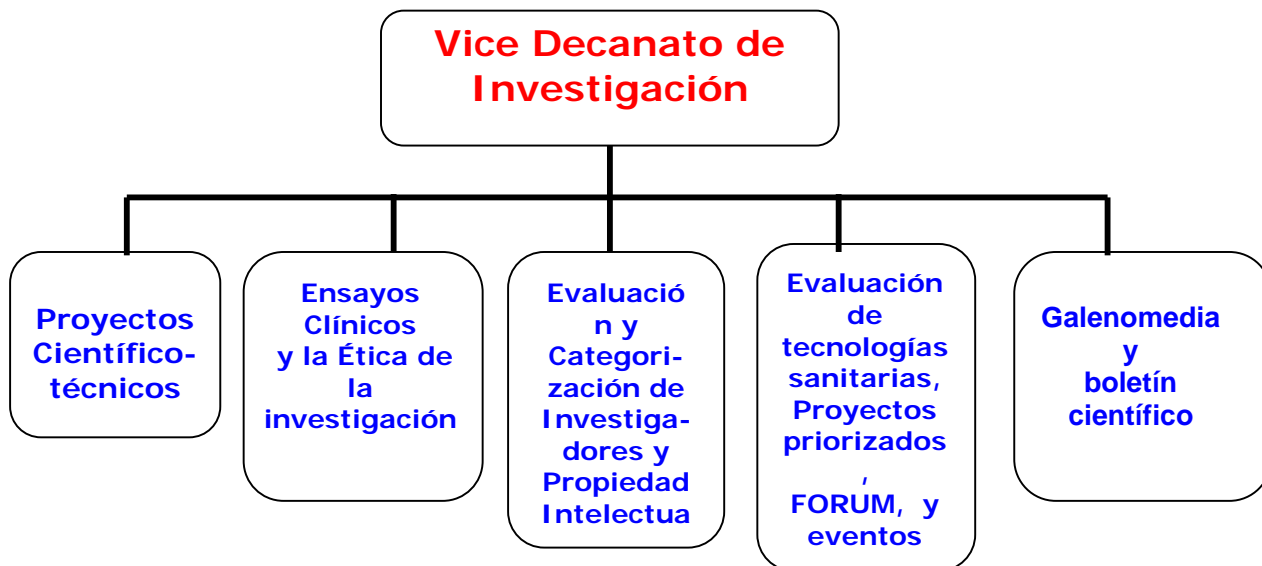 Vice Decanato de
Investigación
Proyectos
Científico-
técnicos
Ensayos
Clínicos
y la Ética de
la
investigación
Evaluació
n y
Categori-
zación de
Investiga-
dores y
Propiedad
Intelectua
Evaluación
de
tecnologías
sanitarias,
Proyectos
priorizados
,
FORUM, y
eventos
Galenomedia
y
boletín
científico